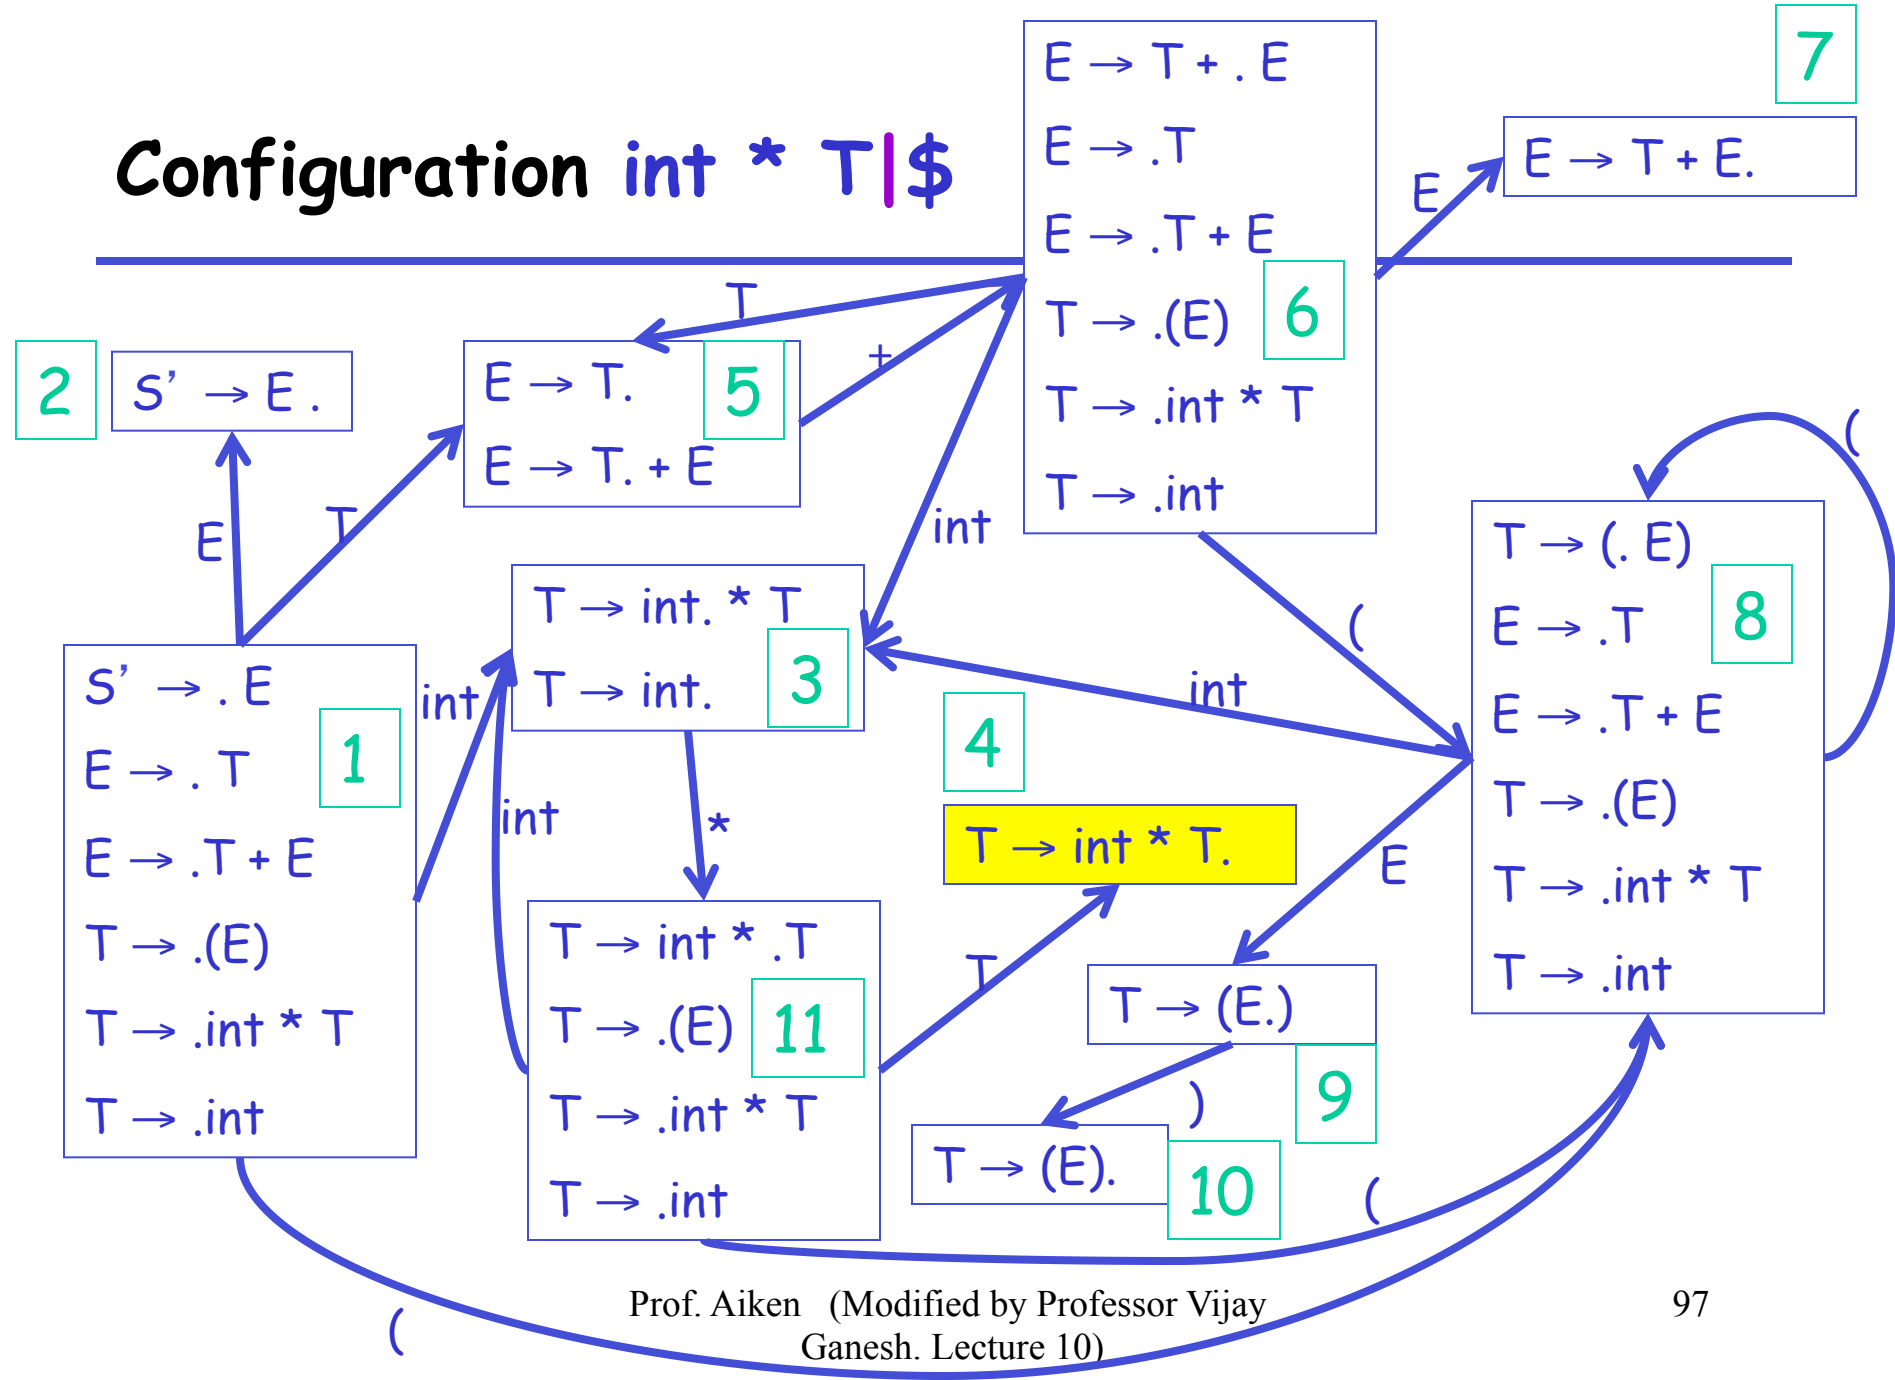 Configuration int * T|$
E → T + . E
E → .T
E → .T + E
T → .(E)
T → .int * T
T → .int
6
7
E → T + E.
E
T
+
int
(
2
S’ → E .
E → T.
E → T. + E
5
E
T
T → int. * T
T → int.
3
int
int
*
int
4
T → int * T.
T
S’ → . E
E → . T
E → .T + E
T → .(E)
T → .int * T
T → .int
1
T → int * .T
T → .(E)
T → .int * T
T → .int
11
T → (. E)
E → .T
E → .T + E
T → .(E)
T → .int * T
T → .int
8
(
E
T → (E.)
9
)
T → (E).
10
(
(
Prof. Aiken (Modified by Professor Vijay
Ganesh. Lecture 10)
97